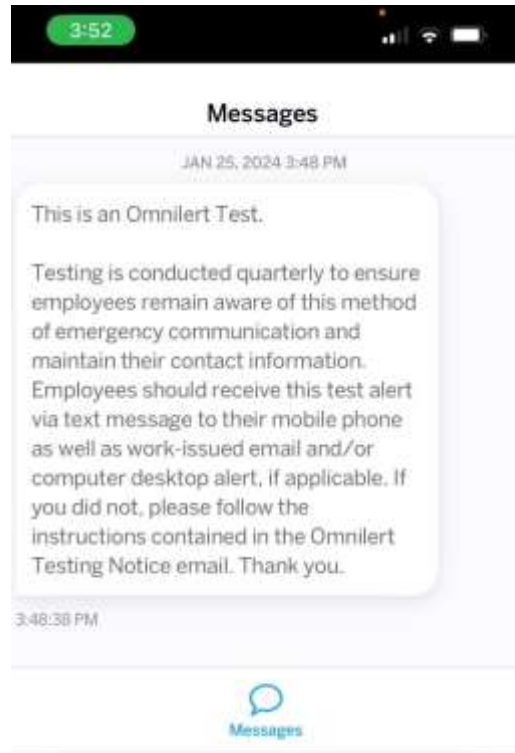 3:52
Messages
JAN 25, 2024 3:48 PM
This is an Omnilert Test.
Testing is conducted quarterly to ensure
employees remain aware of this method
of emergency communication and
maintain their contact information.
Employees should receive this test alert
via text message to their mobile phone
as well as work-issued email and/or
computer desktop alert, if applicable. If
you did not, please follow the
instructions contained in the Omnilert
Testing Notice email. Thank you.
3:48:38 PM
Messages